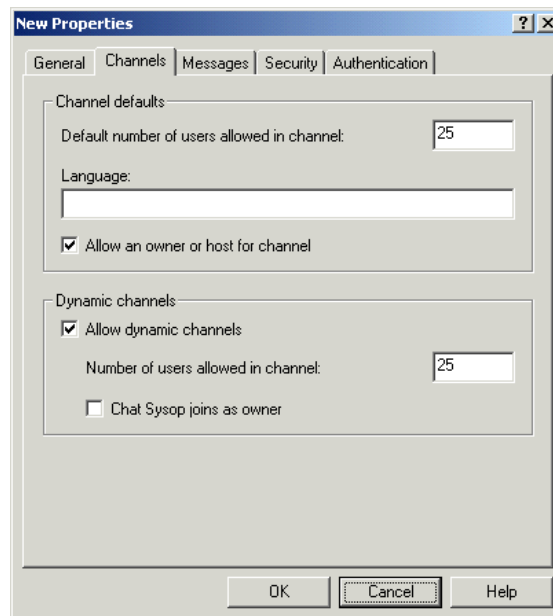 New Properties
General Channels Messages Security Authentication
Channel defaults
Default number of users allowed in channel: 25
Language:
Allow an owner or host for channel
Dynamic channels
Allow dynamic channels
Number of users allowed in channel: 25
Chat Sysop joins as owner
OK Cancel Help